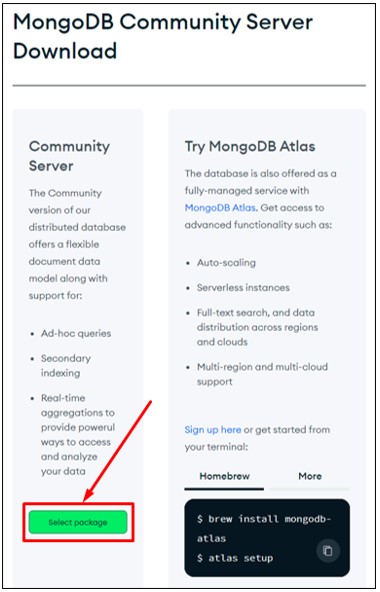 MongoDB Community Server
Download
Community
Server
The Community
version of our
distributed database
offers a flexible
document data
model along with
support for:
Ad-hoc queries
Secondary
indexing
Real-time
aggregations to
provide powerul
ways to access
and analyze
your data
Select package
Try MongoDB Atlas
The database is also offered as a
fully-managed service with
MongoDB Atlas. Get access to
advanced functionality such as:
Auto-scaling
Serverless instances
Full-text search, and data
distribution across regions
and clouds
Multi-region and multi-cloud
support
Sign up here or get started from
your terminal:
Homebrew More
$ brew install mongodb-
atlas
$ atlas setup